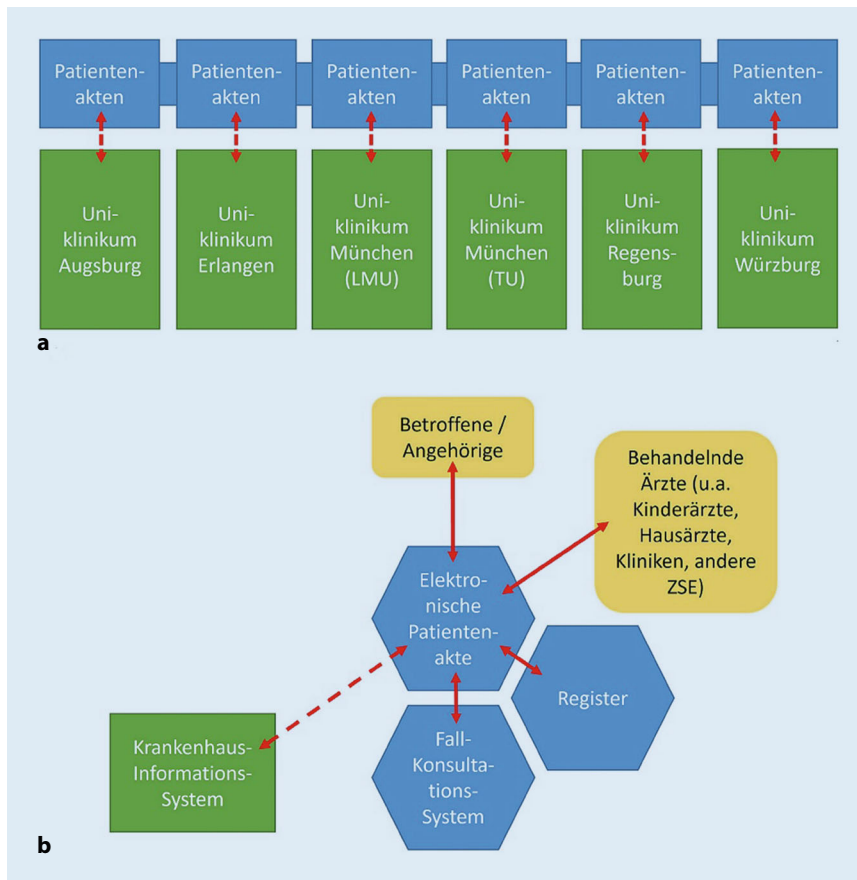 Patienten-
akten
Patienten-
akten
Patienten-
akten
Patienten-
akten
Patienten-
akten
Patienten-
akten
Uni-
klinikum
Augsburg
Uni-
klinikum
Erlangen
Uni-
klinikum
München
(LMU)
Uni-
klinikum
München
(TU)
Uni-
klinikum
Regens-
burg
Uni-
klinikum
Würzburg
a
Betroffene /
Angehörige
Behandelnde
Ärzte (u.a.
Kinderärzte,
Hausärzte,
Kliniken, andere
ZSE)
Elektro-
nische
Patienten-
akte
Register
Krankenhaus-
Informations-
System
Fall-
Konsulta-
tions-
System
b